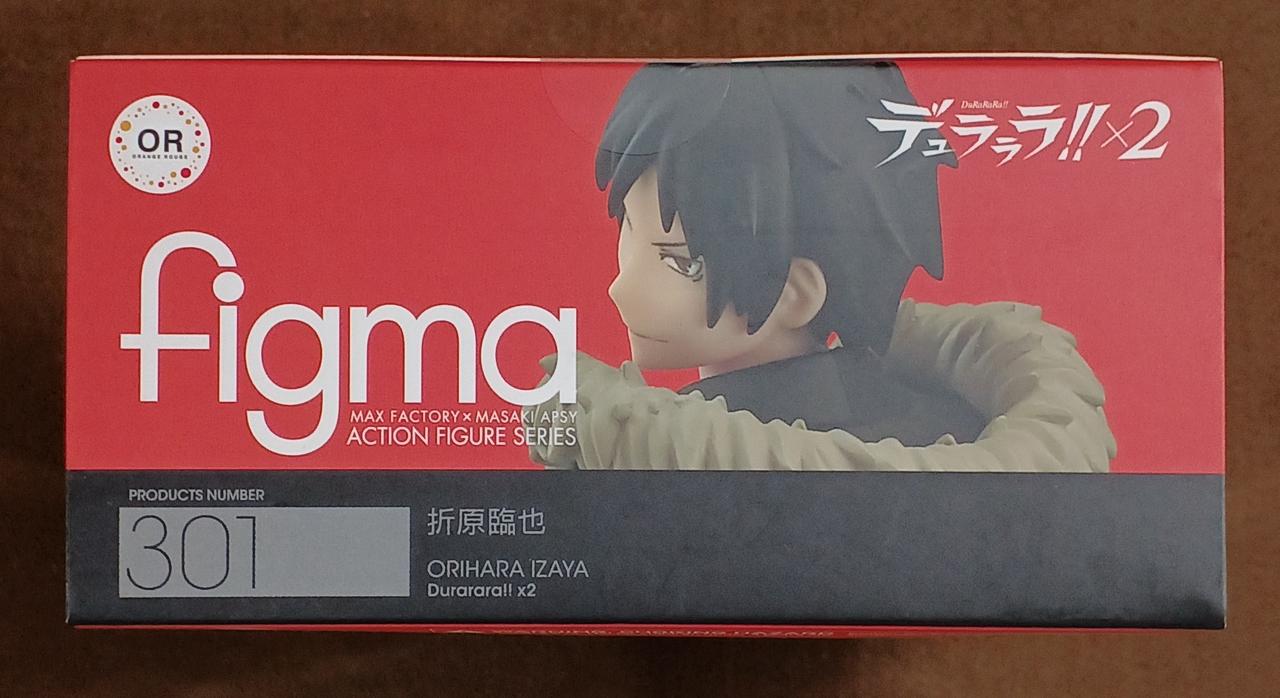 OR
ORANGE ROUGE
DuRaRaRa!!
デュラララ!!×2
figma
MAX FACTORY × MASAKI APSY
ACTION FIGURE SERIES
PRODUCTS NUMBER
301
折原臨也
ORIHARA IZAYA
Durarara!! x2